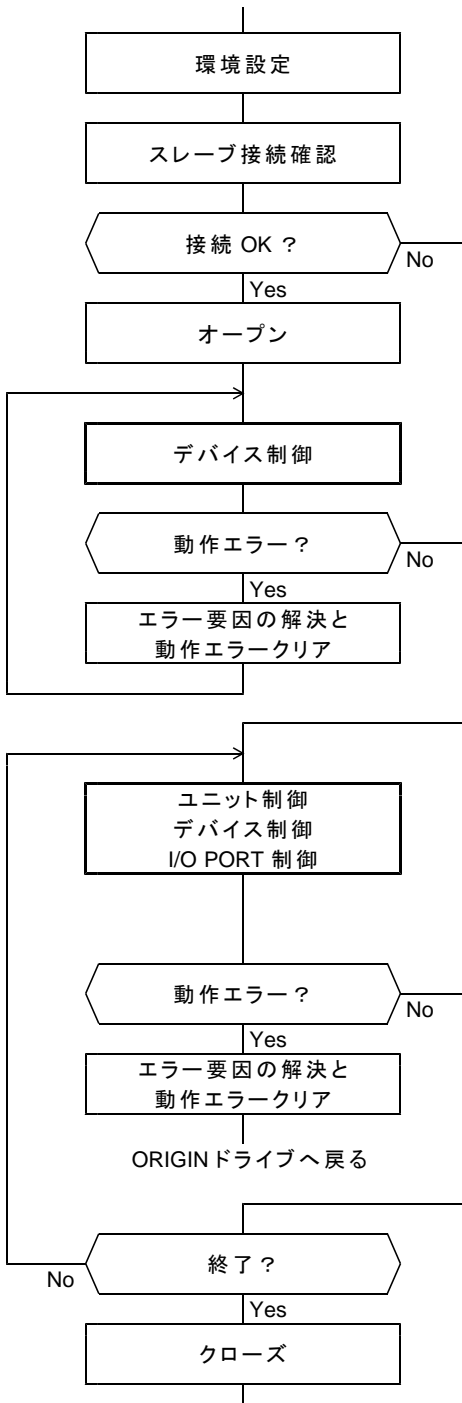 環境設定
スレーブ接続確認
接続 OK ?
No
Yes
オープン
デバイス制御
動作エラー?
No
Yes
エラー要因の解決と
動作エラークリア
ユニット制御
デバイス制御
I/O PORT 制御
動作エラー?
No
Yes
エラー要因の解決と
動作エラークリア
ORIGINドライブへ戻る
終了?
No
Yes
クローズ